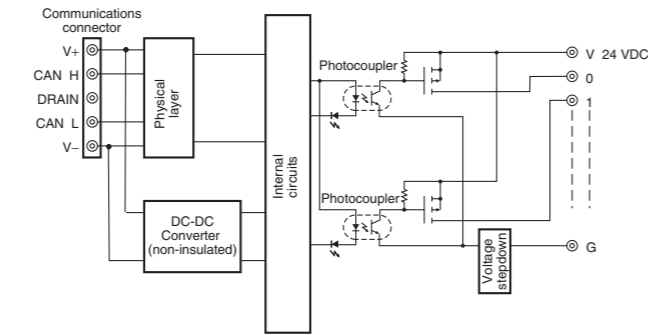 Communications
connector
V+
CAN H
DRAIN
CAN L
V−
Physical
layer
DC-DC
Converter
(non-insulated)
Internal
circuits
Photocoupler
Photocoupler
Voltage
stepdown
V 24 VDC
0
1
G